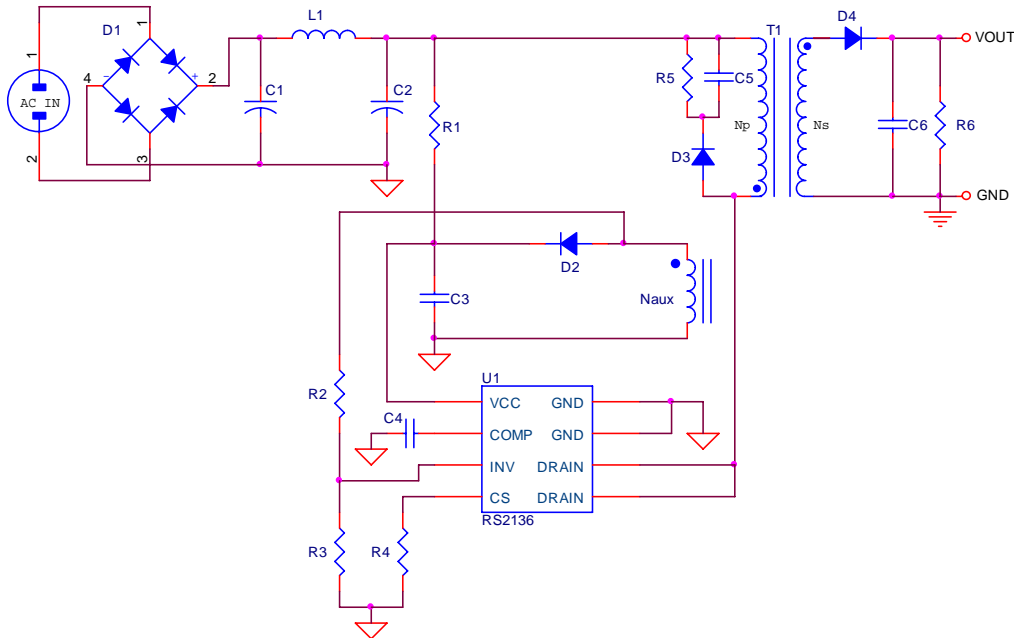 D1
L1
T1
D4
VOUT
1
1
4
-
+
2
R5
C5
AC IN
C1
C2
R1
Np
Ns
C6
R6
2
3
D3
GND
D2
C3
Naux
R2
U1
C4
VCC GND
COMP GND
INV DRAIN
CS DRAIN
RS2136
R3
R4